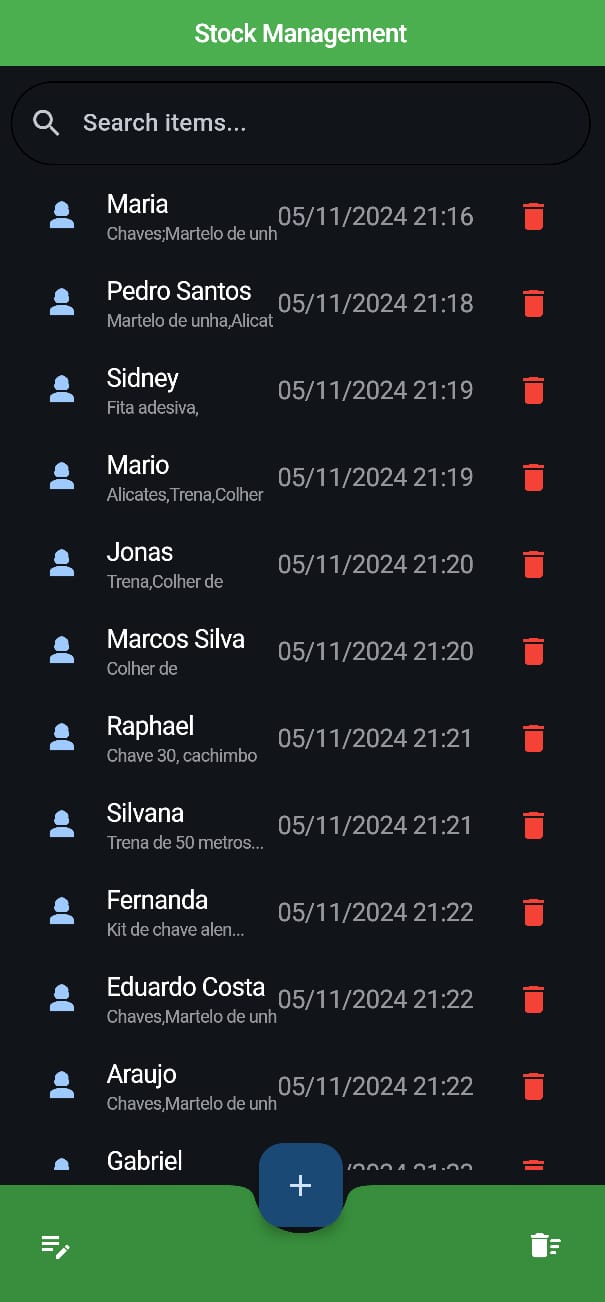 Stock Management
Search items...
Maria
Chaves;Martelo de unh
05/11/2024 21:16
Pedro Santos
Martelo de unha,Alicat
05/11/2024 21:18
Sidney
Fita adesiva,
05/11/2024 21:19
Mario
Alicates,Trena,Colher
05/11/2024 21:19
Jonas
Trena,Colher de
05/11/2024 21:20
Marcos Silva
Colher de
05/11/2024 21:20
Raphael
Chave 30, cachimbo
05/11/2024 21:21
Silvana
Trena de 50 metros...
05/11/2024 21:21
Fernanda
Kit de chave alen...
05/11/2024 21:22
Eduardo Costa
Chaves,Martelo de unh
05/11/2024 21:22
Araujo
Chaves,Martelo de unh
05/11/2024 21:22
Gabriel